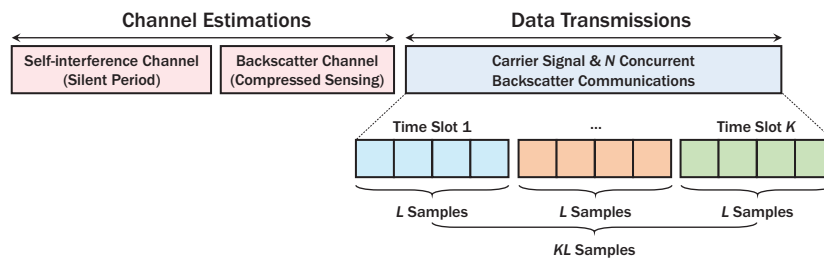 Channel Estimations
Data Transmissions
Self-interference Channel
(Silent Period)
Backscatter Channel
(Compressed Sensing)
Carrier Signal & N Concurrent
Backscatter Communications
Time Slot 1
...
Time Slot K
L Samples
L Samples
L Samples
KL Samples